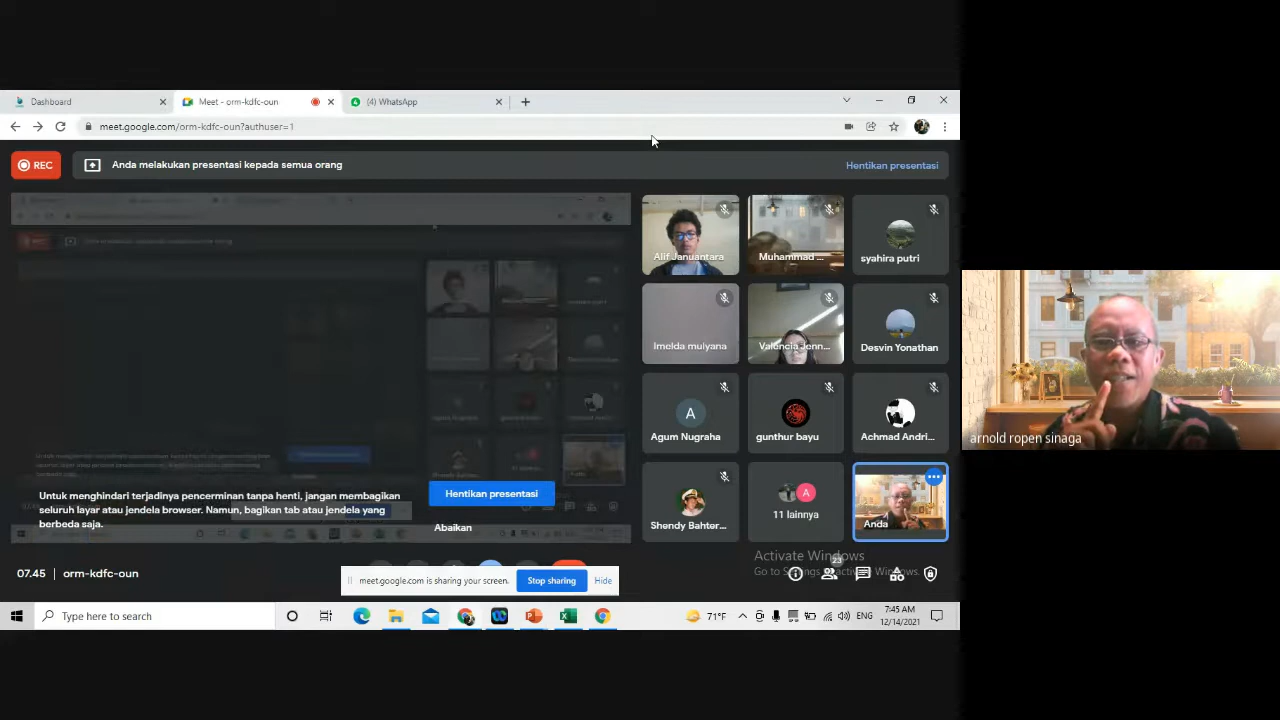 Dashboard
Meet - orm-kdfc-oun
(4) WhatsApp
meet.google.com/orm-kdfc-oun?authuser=1
REC
Anda melakukan presentasi kepada semua orang
Hentikan presentasi
Alif Januantara
Muhammad ...
syahira putri
Imelda mulyana
Valencia Jenn...
Desvin Yonathan
A
Agum Nugraha
gunthur bayu
Achmad Andri...
Shendy Bahter...
A
11 lainnya
Anda
arnold ropen sinaga
Untuk menghindari terjadinya pencerminan tanpa henti, jangan membagikan
seluruh layar atau jendela browser. Namun, bagikan tab atau jendela yang
berbeda saja.
Hentikan presentasi
Abaikan
Activate Windows
Go to Settings to activate Windows.
23
07.45 | orm-kdfc-oun
meet.google.com is sharing your screen.
Stop sharing
Hide
Type here to search
71°F
ENG
7:45 AM
12/14/2021